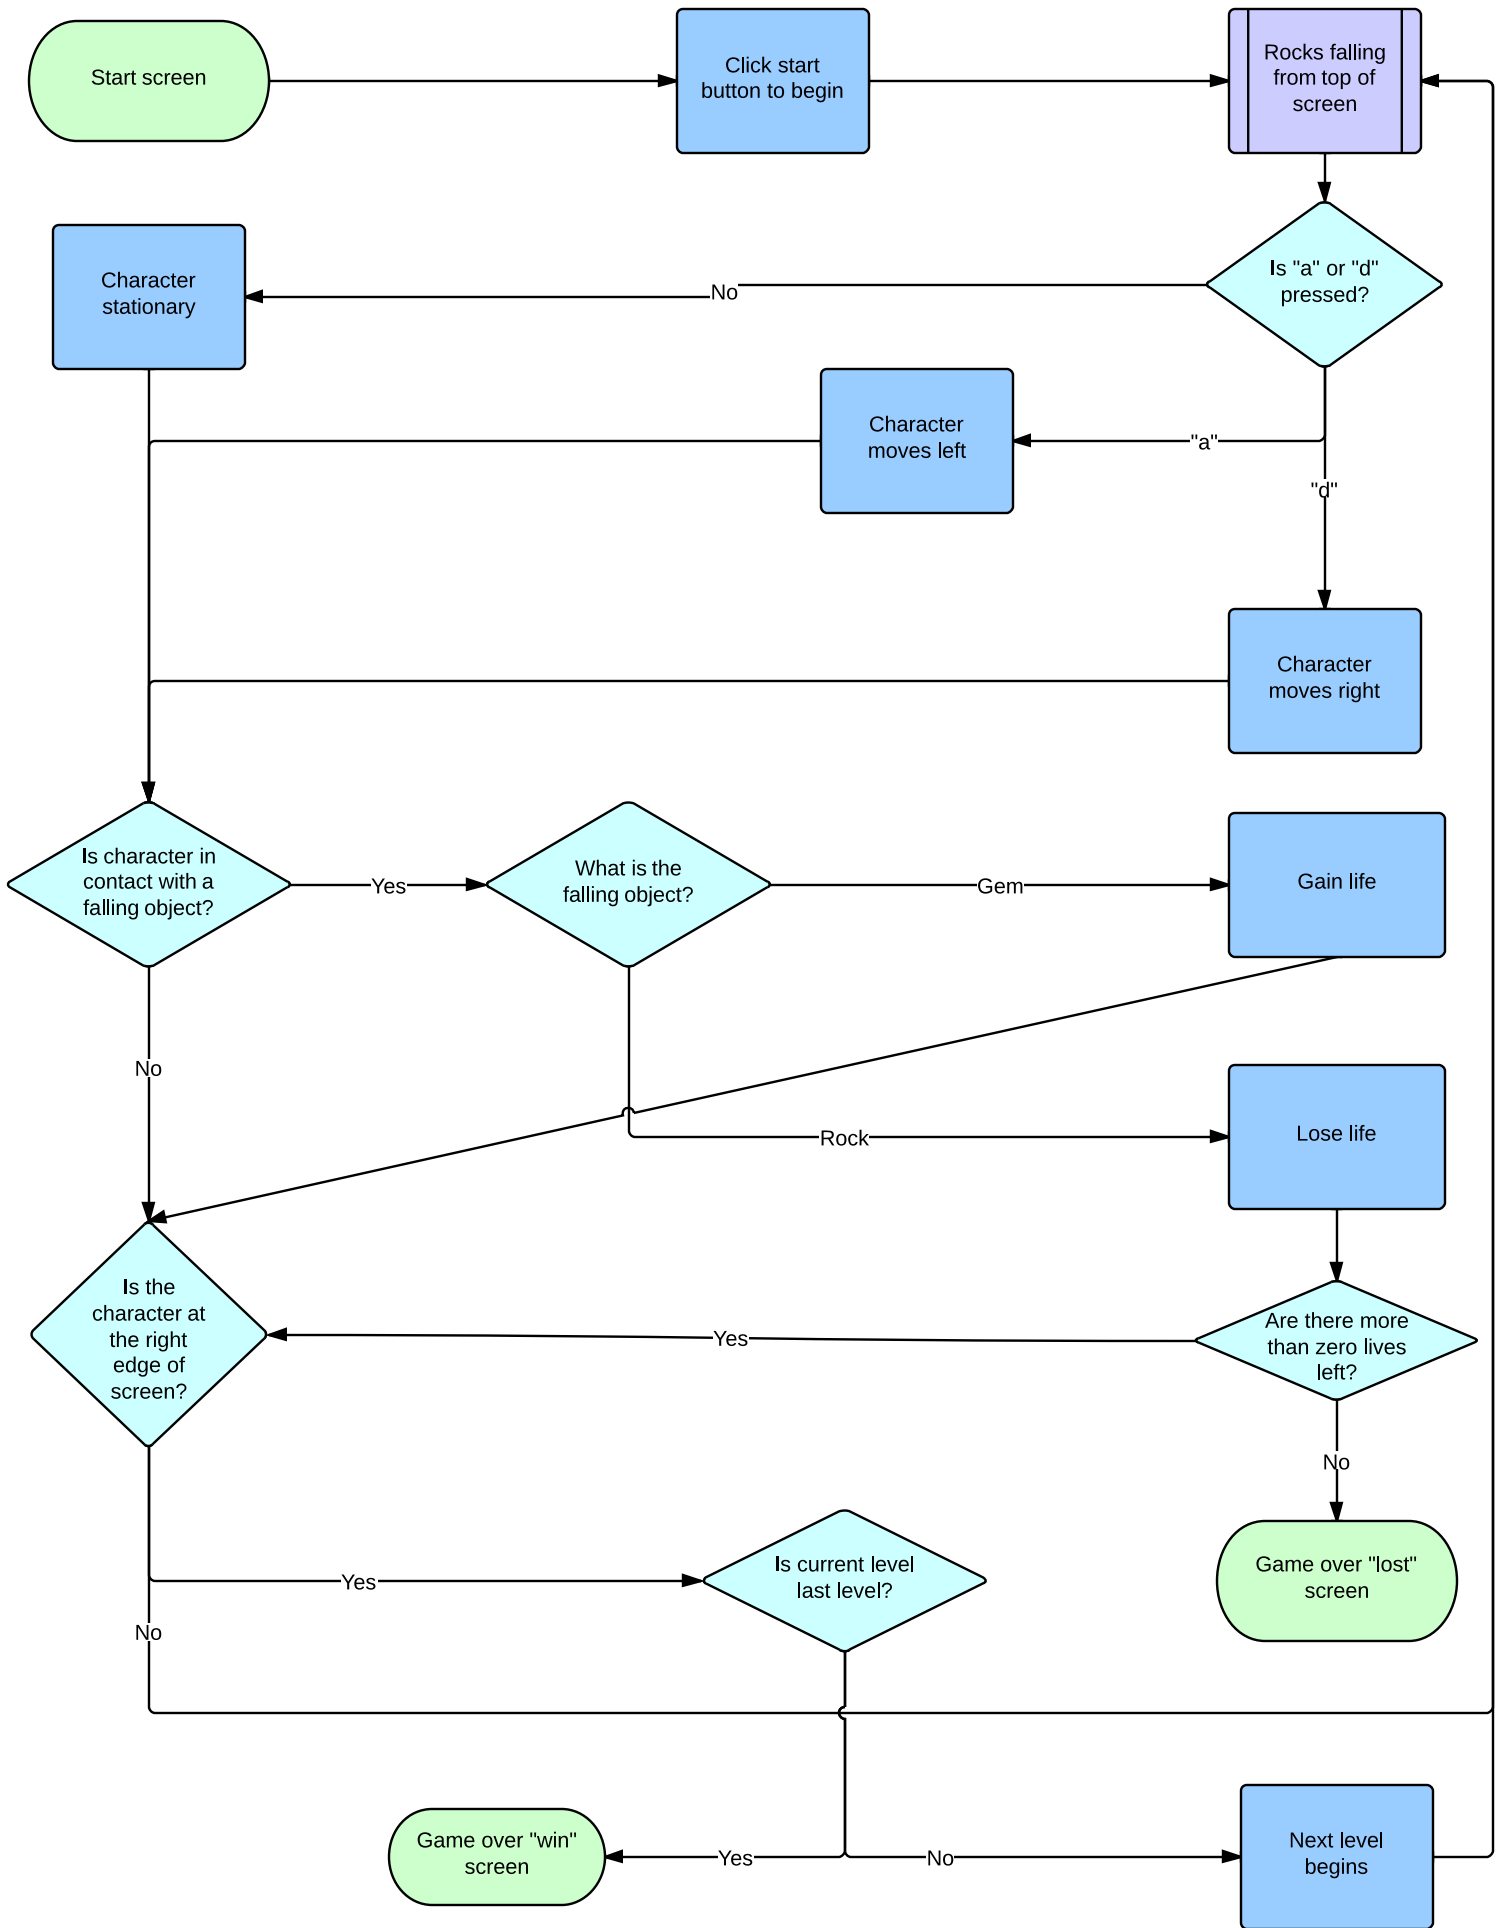 Start screen
Click start
button to begin
Rocks falling
from top of
screen
Is "a" or "d"
pressed?
No
Character
stationary
Character
moves left
"a"
"d"
Character
moves right
Is character in
contact with a
falling object?
Yes
What is the
falling object?
Gem
Gain life
No
Rock
Lose life
Is the
character at
the right
edge of
screen?
Yes
Are there more
than zero lives
left?
No
Game over "lost"
screen
Yes
Is current level
last level?
No
Game over "win"
screen
Yes
No
Next level
begins